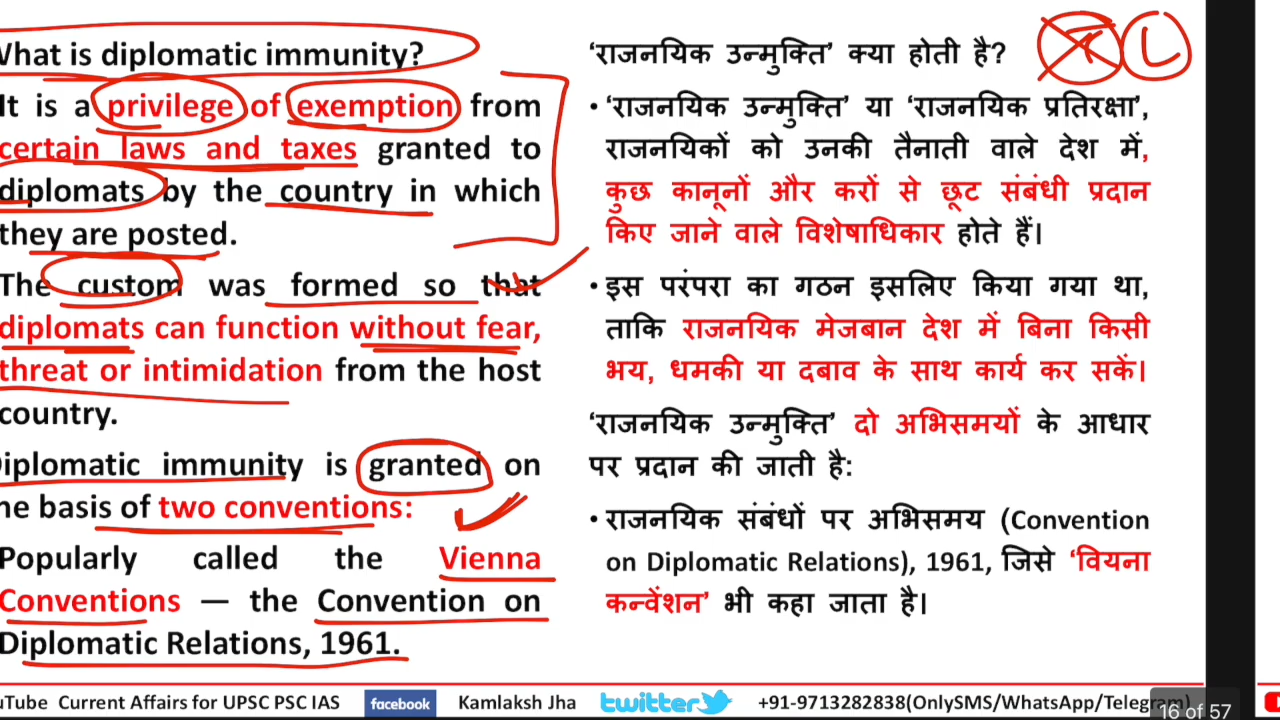 What is diplomatic immunity?
It is a privilege of exemption from
certain laws and taxes granted to
diplomats by the country in which
they are posted.
The custom was formed so that
diplomats can function without fear,
threat or intimidation from the host
country.
Diplomatic immunity is granted on
the basis of two conventions:
Popularly called the Vienna
Conventions — the Convention on
Diplomatic Relations, 1961.
‘राजनयिक उन्मुक्ति’ क्या होती है?
• ‘राजनयिक उन्मुक्ति’ या ‘राजनयिक प्रतिरक्षा’,
राजनयिकों को उनकी तैनाती वाले देश में,
कुछ कानूनों और करों से छूट संबंधी प्रदान
किए जाने वाले विशेषाधिकार होते हैं।
• इस परंपरा का गठन इसलिए किया गया था,
ताकि राजनयिक मेजबान देश में बिना किसी
भय, धमकी या दबाव के साथ कार्य कर सकें।
‘राजनयिक उन्मुक्ति’ दो अभिसमयों के आधार
पर प्रदान की जाती है:
• राजनयिक संबंधों पर अभिसमय (Convention
on Diplomatic Relations), 1961, जिसे ‘वियना
कन्वेंशन’ भी कहा जाता है।
L
YouTube Current Affairs for UPSC PSC IAS facebook Kamlaksh Jha twitter +91-9713282838(OnlySMS/WhatsApp/Telegram)
16 of 57